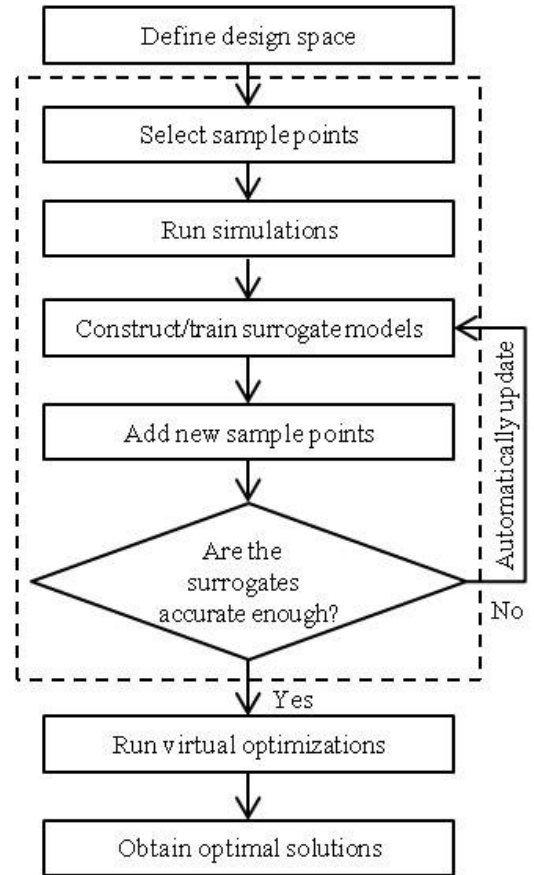 Define design space
Select sample points
Run simulations
Construct/train surrogate models
Add new sample points
Are the
surrogates
accurate enough?
Automatically update
No
Yes
Run virtual optimizations
Obtain optimal solutions